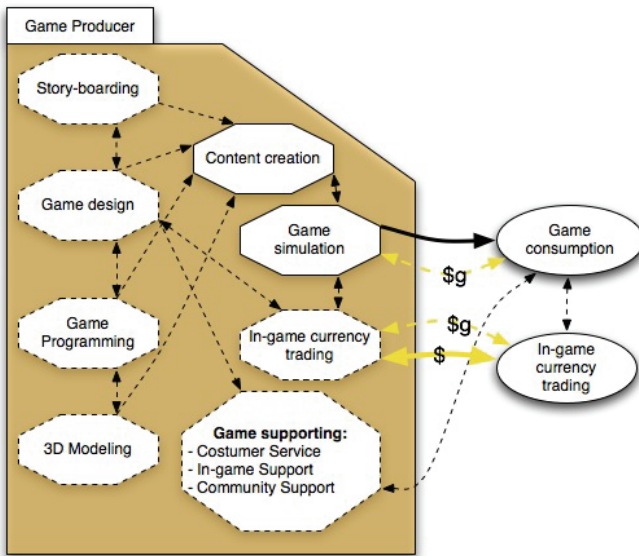 Game Producer
Story-boarding
Content creation
Game design
Game
simulation
Game
consumption
$g
Game
Programming
In-game currency
trading
$g
$
In-game
currency
trading
3D Modeling
Game supporting:
- Costumer Service
- In-game Support
- Community Support